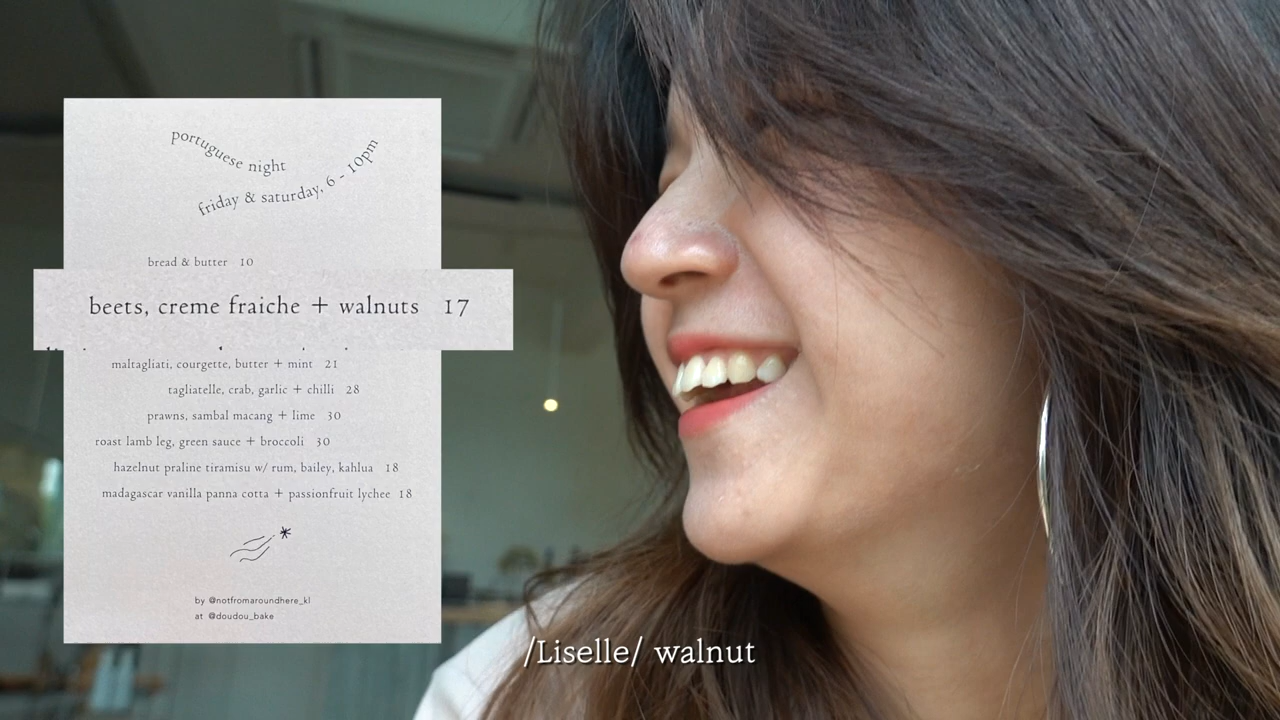 portuguese night
friday & saturday, 6 - 10pm
bread & butter 10
beets, creme fraiche + walnuts 17
maltagliati, courgette, butter + mint 21
tagliatelle, crab, garlic + chilli 28
prawns, sambal macang + lime 30
roast lamb leg, green sauce + broccoli 30
hazelnut praline tiramisu w/ rum, bailey, kahlua 18
madagascar vanilla panna cotta + passionfruit lychee 18
by @notfromaroundhere_kl
at @doudou_bake
/Liselle/ walnut